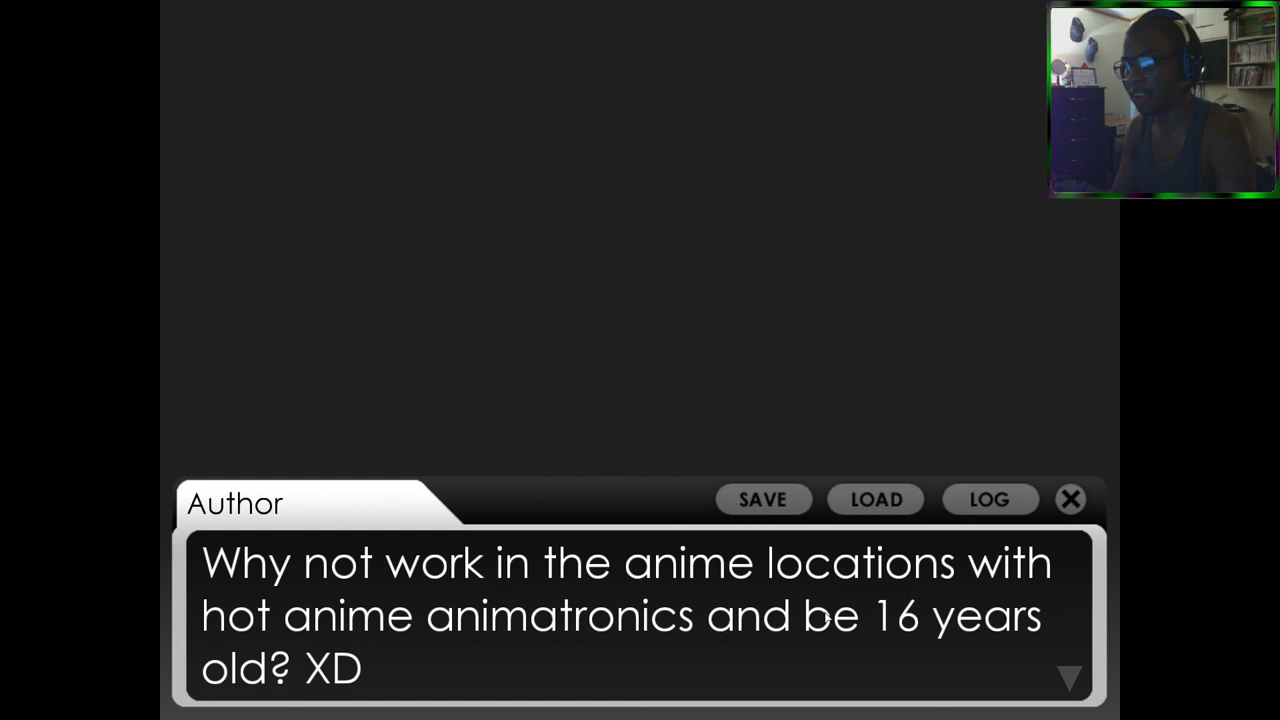 Author
SAVE
LOAD
LOG
Why not work in the anime locations with
hot anime animatronics and be 16 years
old? XD